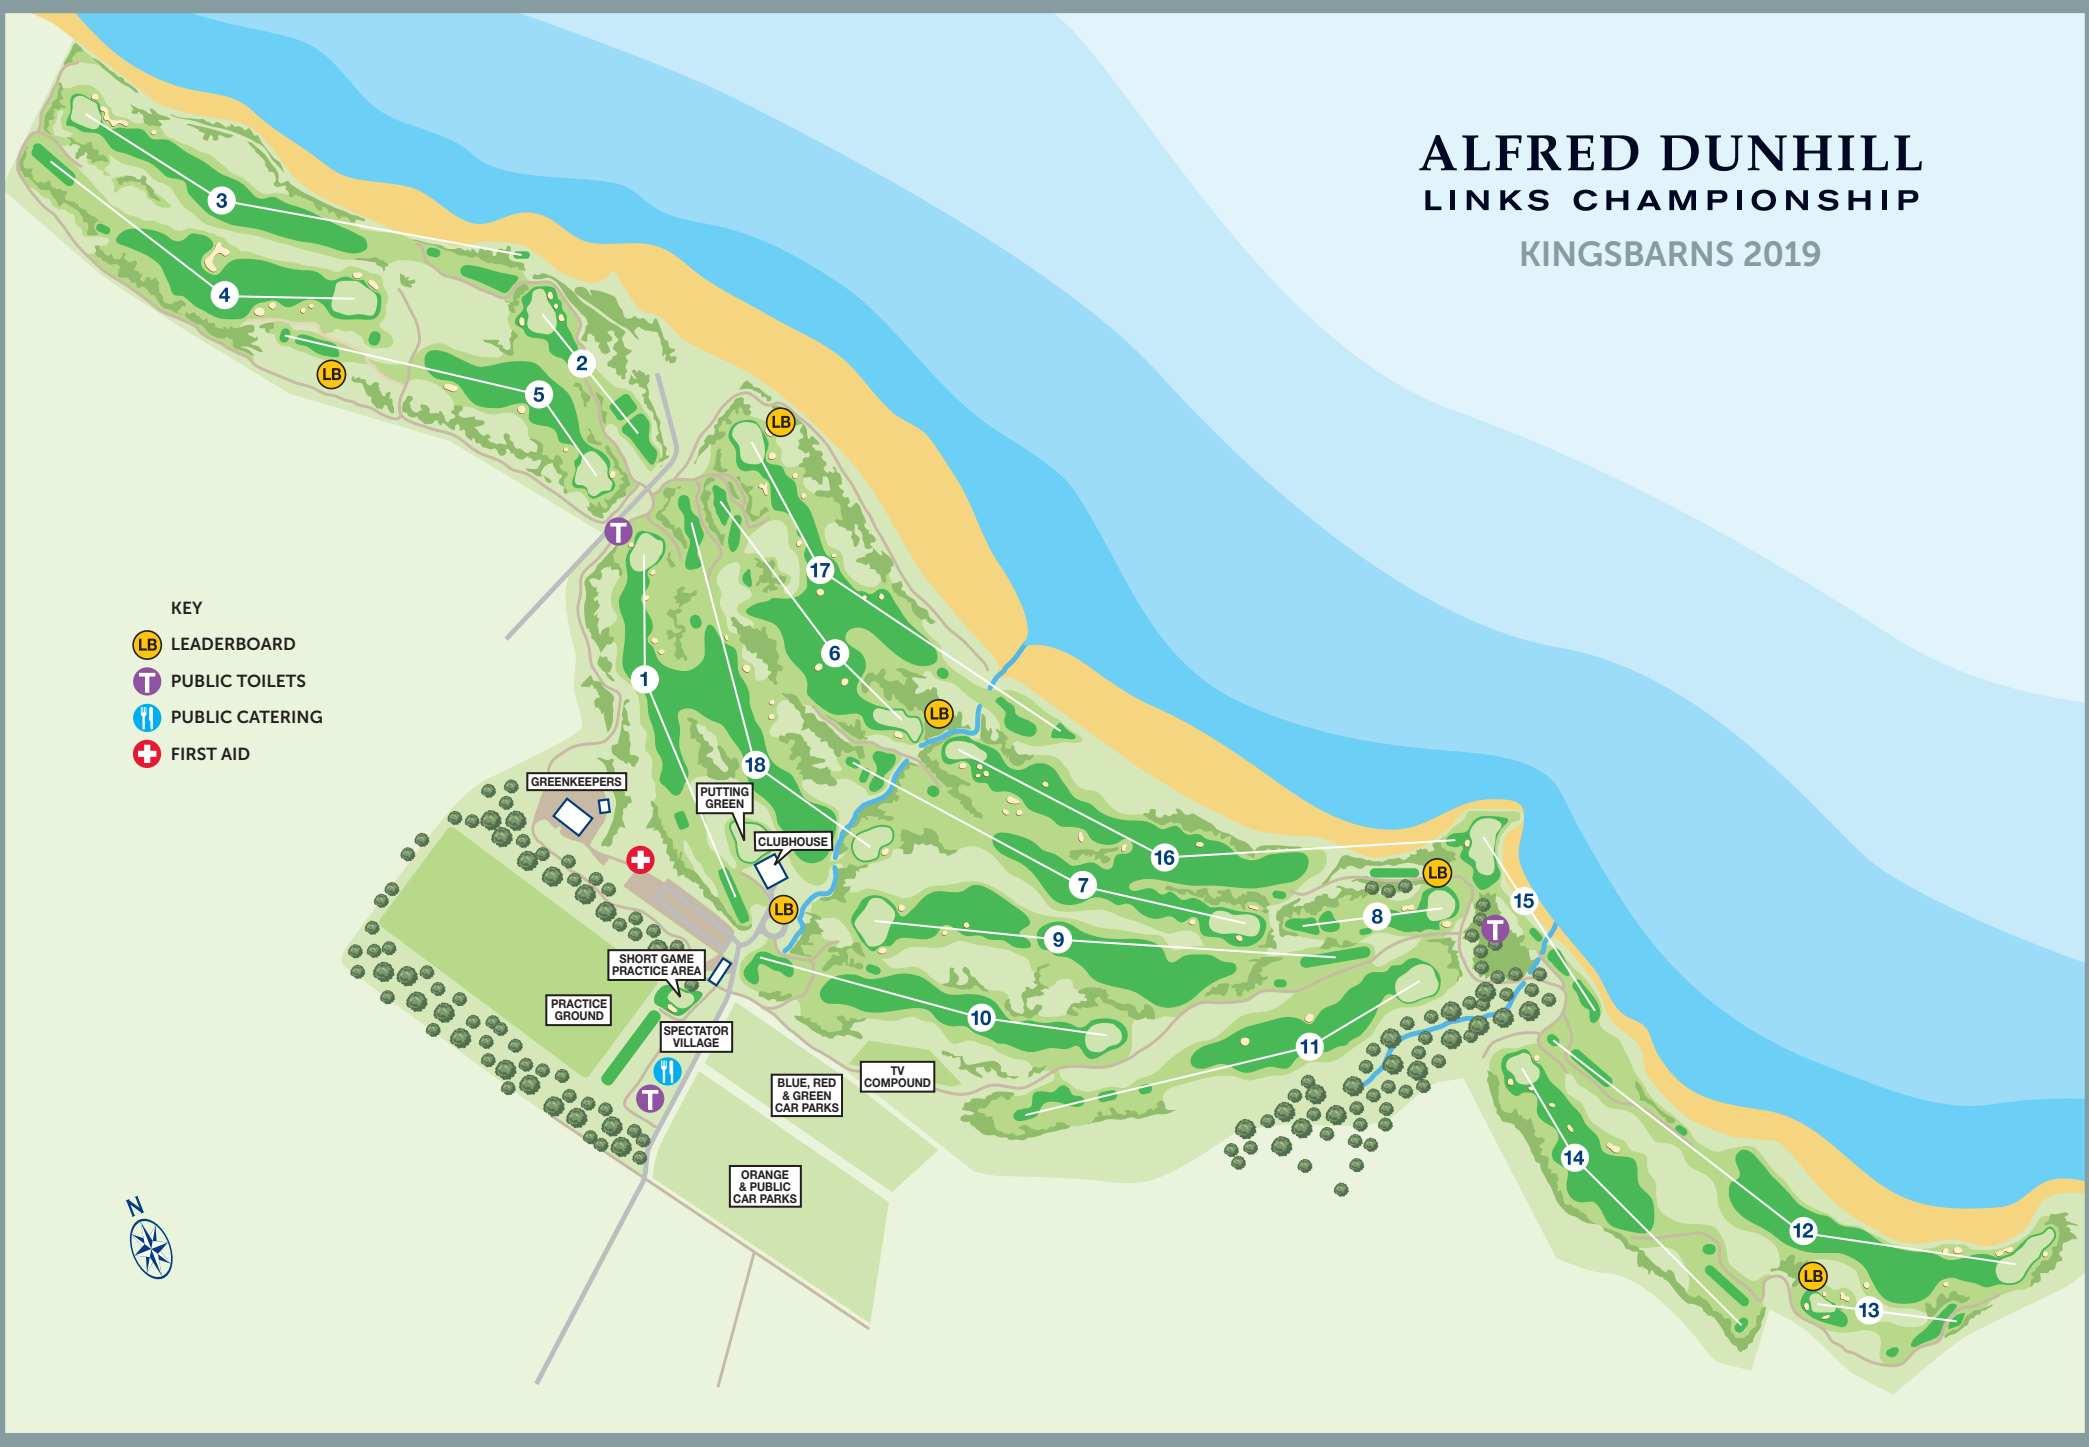 ALFRED DUNHILL
LINKS CHAMPIONSHIP
KINGSBARNS 2019
3
4
2
LB
5
LB
T
17
KEY
LB LEADERBOARD
T PUBLIC TOILETS
PUBLIC CATERING
FIRST AID
6
1
LB
18
GREENKEEPERS
PUTTING
GREEN
CLUBHOUSE
16
LB
7
15
LB
8
T
9
SHORT GAME
PRACTICE AREA
PRACTICE
GROUND
10
SPECTATOR
VILLAGE
11
TV
COMPOUND
BLUE, RED
& GREEN
CAR PARKS
T
14
ORANGE
& PUBLIC
CAR PARKS
N
12
LB
13